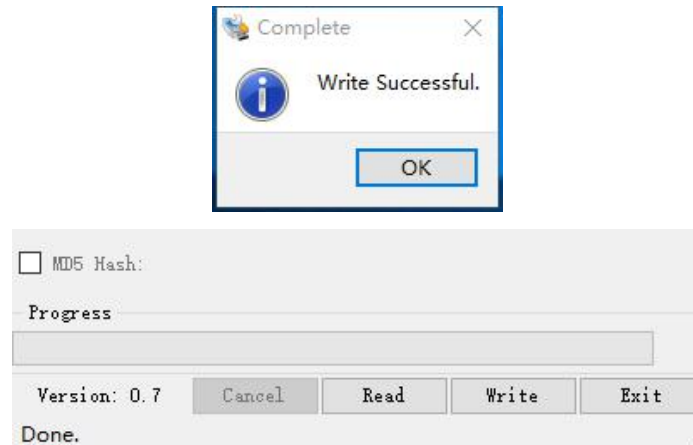 Complete
Write Successful.
OK
MD5 Hash:
Progress
Version: 0.7 Cancel Read Write Exit
Done.